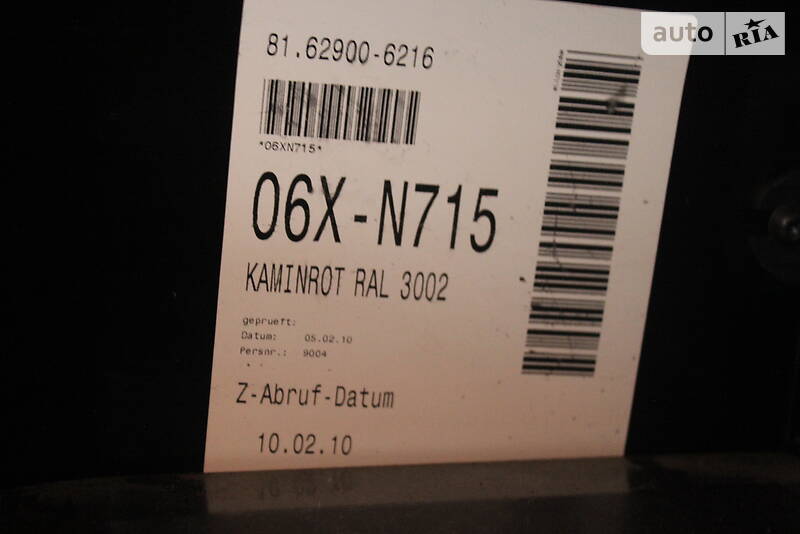 auto RIA
81.62900-6216
*06XN715*
06X-N715
KAMINROT RAL 3002
geprueft:
Datum: 05.02.10
Persnr.: 9004
Z-Abruf-Datum
10.02.10